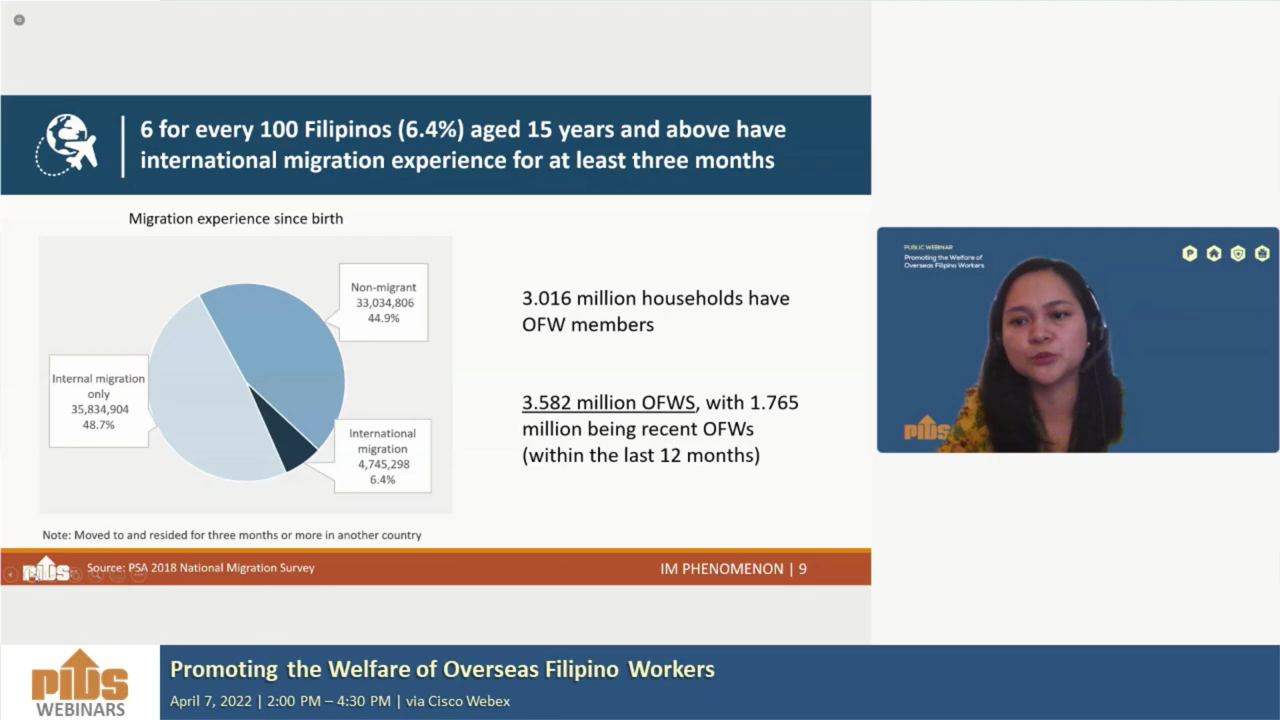 6 for every 100 Filipinos (6.4%) aged 15 years and above have
international migration experience for at least three months
Migration experience since birth
Non-migrant
33,034,806
44.9%
Internal migration
only
35,834,904
48.7%
International
migration
4,745,298
6.4%
3.016 million households have
OFW members
3.582 million OFWS, with 1.765
million being recent OFWs
(within the last 12 months)
Note: Moved to and resided for three months or more in another country
PIDS
Source: PSA 2018 National Migration Survey
IM PHENOMENON | 9
PUBLIC WEBINAR
Promoting the Welfare of
Overseas Filipino Workers
P
PIDS
PIDS
WEBINARS
Promoting the Welfare of Overseas Filipino Workers
April 7, 2022 | 2:00 PM – 4:30 PM | via Cisco Webex